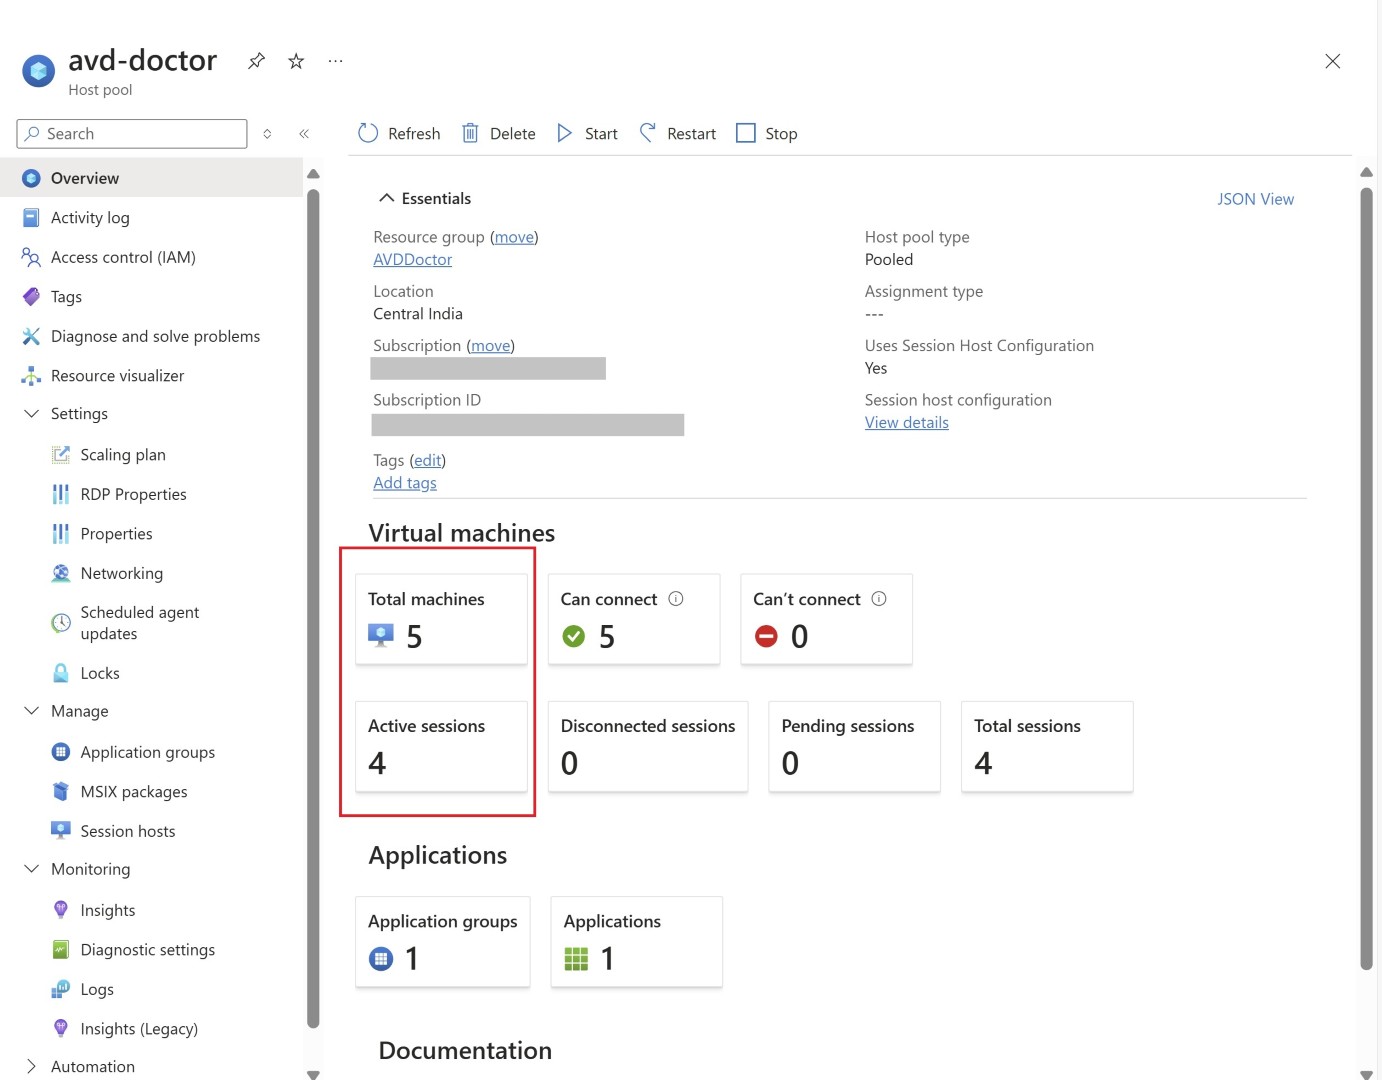 avd-doctor
Host pool
Search
Refresh
Delete
Start
Restart
Stop
Overview
Activity log
Access control (IAM)
Tags
Diagnose and solve problems
Resource visualizer
Settings
Scaling plan
RDP Properties
Properties
Networking
Scheduled agent
updates
Locks
Manage
Application groups
MSIX packages
Session hosts
Monitoring
Insights
Diagnostic settings
Logs
Insights (Legacy)
Automation
Essentials
JSON View
Resource group (move)
AVDDoctor
Location
Central India
Subscription (move)
Subscription ID
Tags (edit)
Add tags
Host pool type
Pooled
Assignment type
---
Uses Session Host Configuration
Yes
Session host configuration
View details
Virtual machines
Total machines
5
Can connect
5
Can't connect
0
Active sessions
4
Disconnected sessions
0
Pending sessions
0
Total sessions
4
Applications
Application groups
1
Applications
1
Documentation